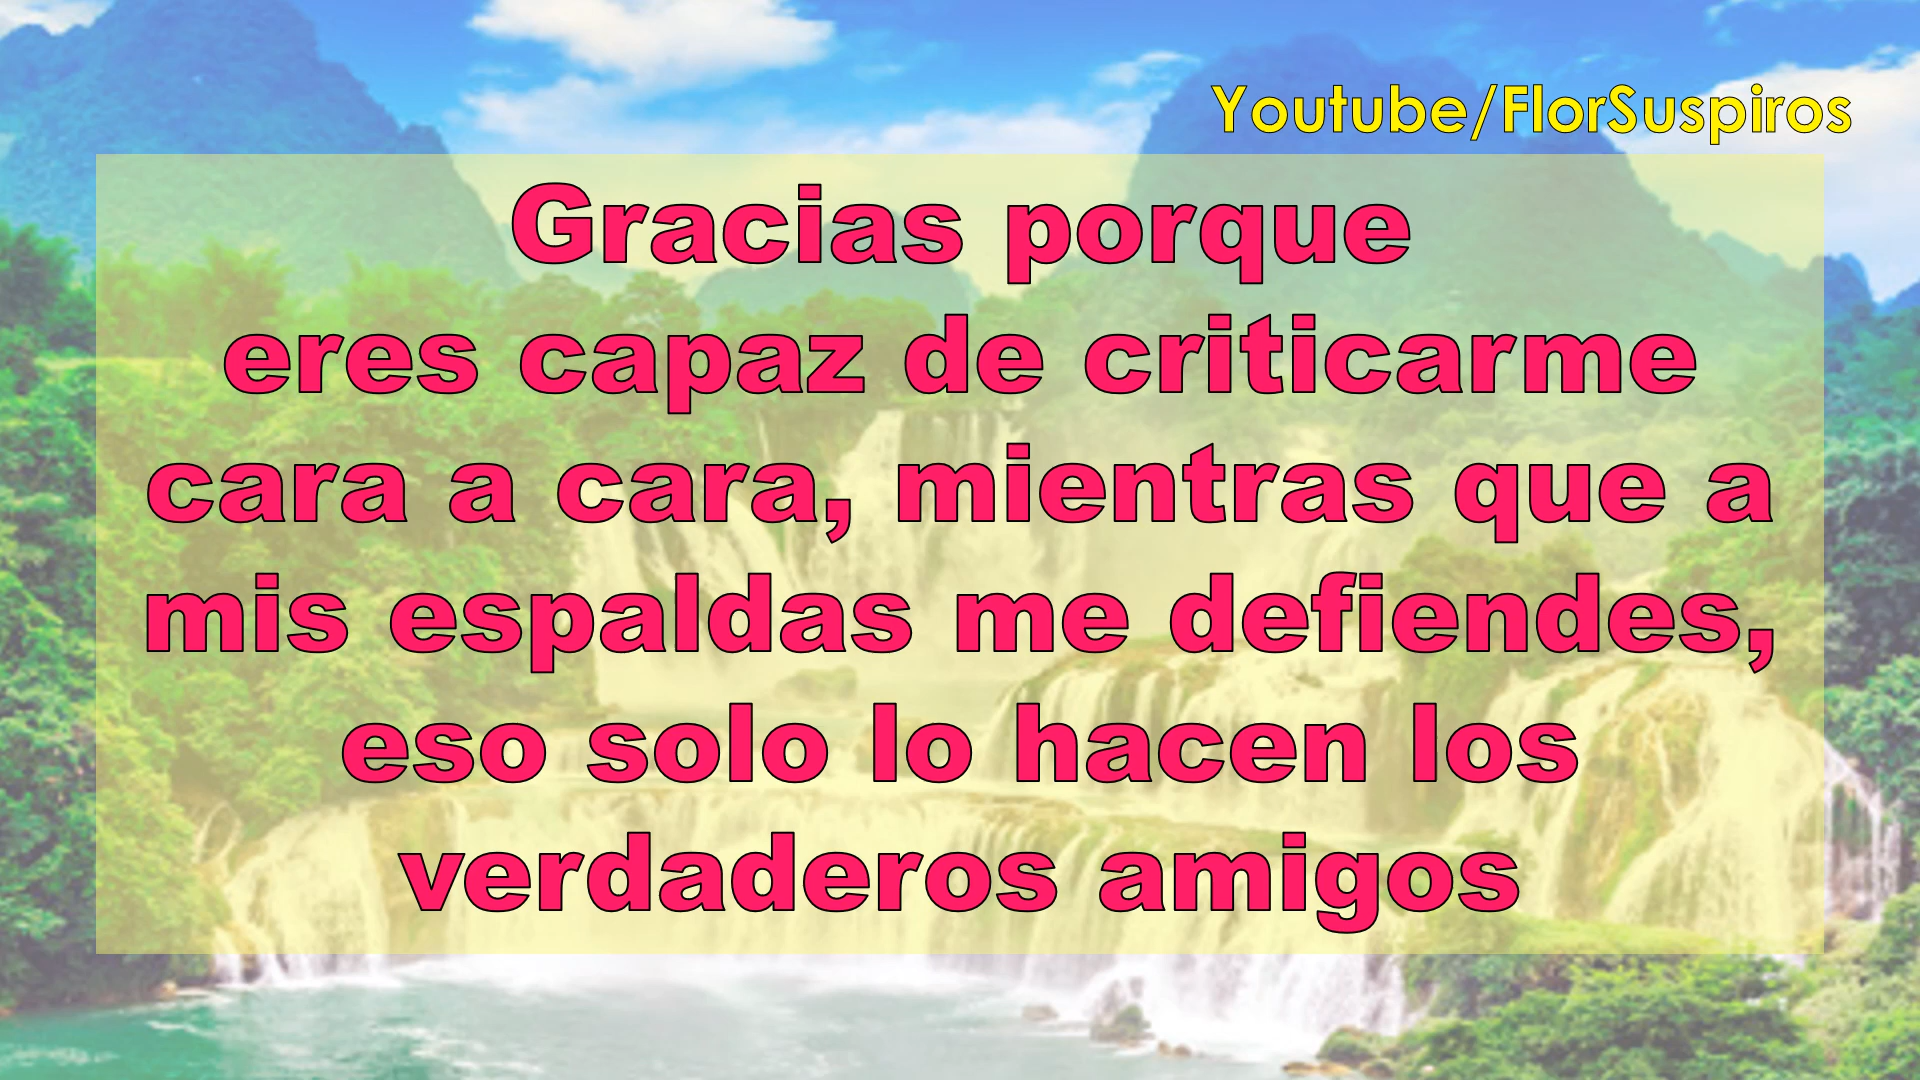 Youtube/FlorSuspiros
Gracias porque
eres capaz de criticarme
cara a cara, mientras que a
mis espaldas me defiendes,
eso solo lo hacen los
verdaderos amigos